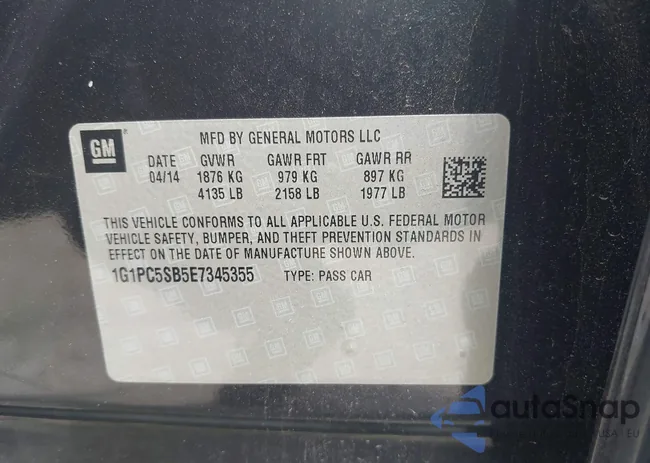 GM
MFD BY GENERAL MOTORS LLC
DATE GVWR GAWR FRT GAWR RR
04/14 1876 KG 979 KG 897 KG
4135 LB 2158 LB 1977 LB
THIS VEHICLE CONFORMS TO ALL APPLICABLE U.S. FEDERAL MOTOR
VEHICLE SAFETY, BUMPER, AND THEFT PREVENTION STANDARDS IN
EFFECT ON THE DATE OF MANUFACTURE SHOWN ABOVE.
1G1PC5SB5E7345355 TYPE: PASS CAR
autaSnap